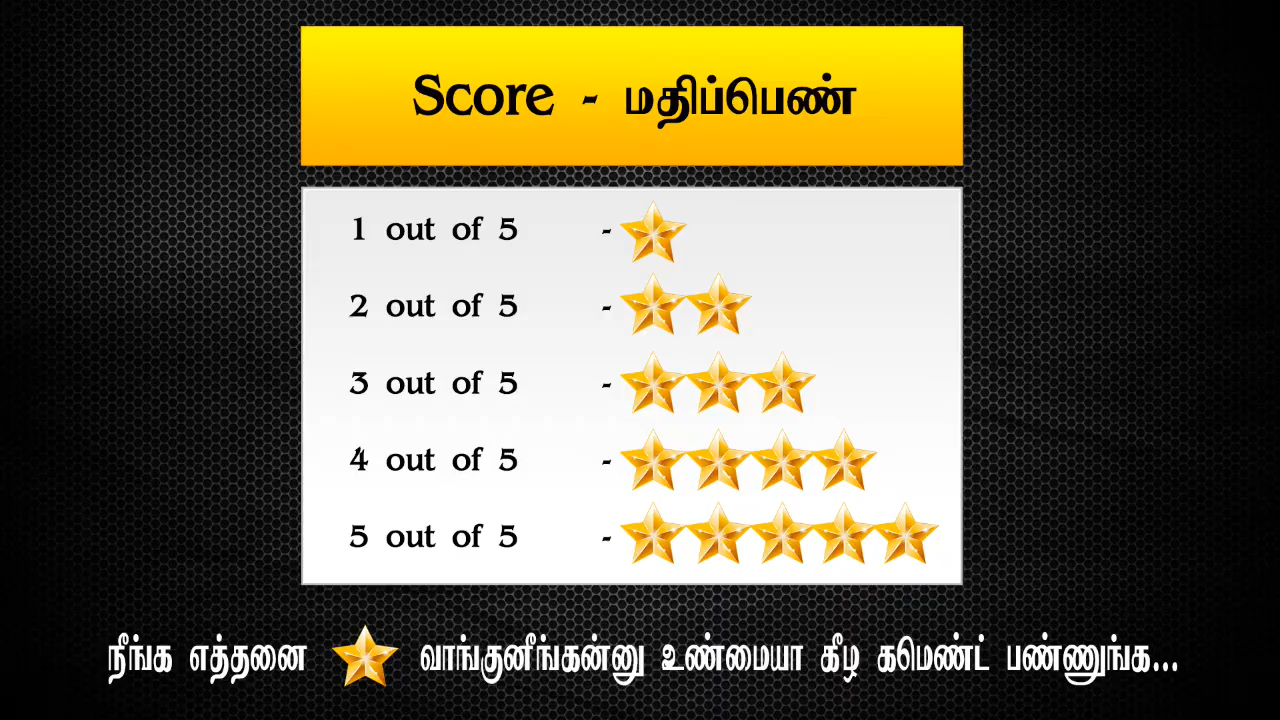 Score - மதிப்பெண்
1 out of 5 -
2 out of 5 -
3 out of 5 -
4 out of 5 -
5 out of 5 -
நீங்க எத்தனை வாங்குனீங்கன்னு உண்மையா கீழ கமெண்ட் பண்ணுங்க...